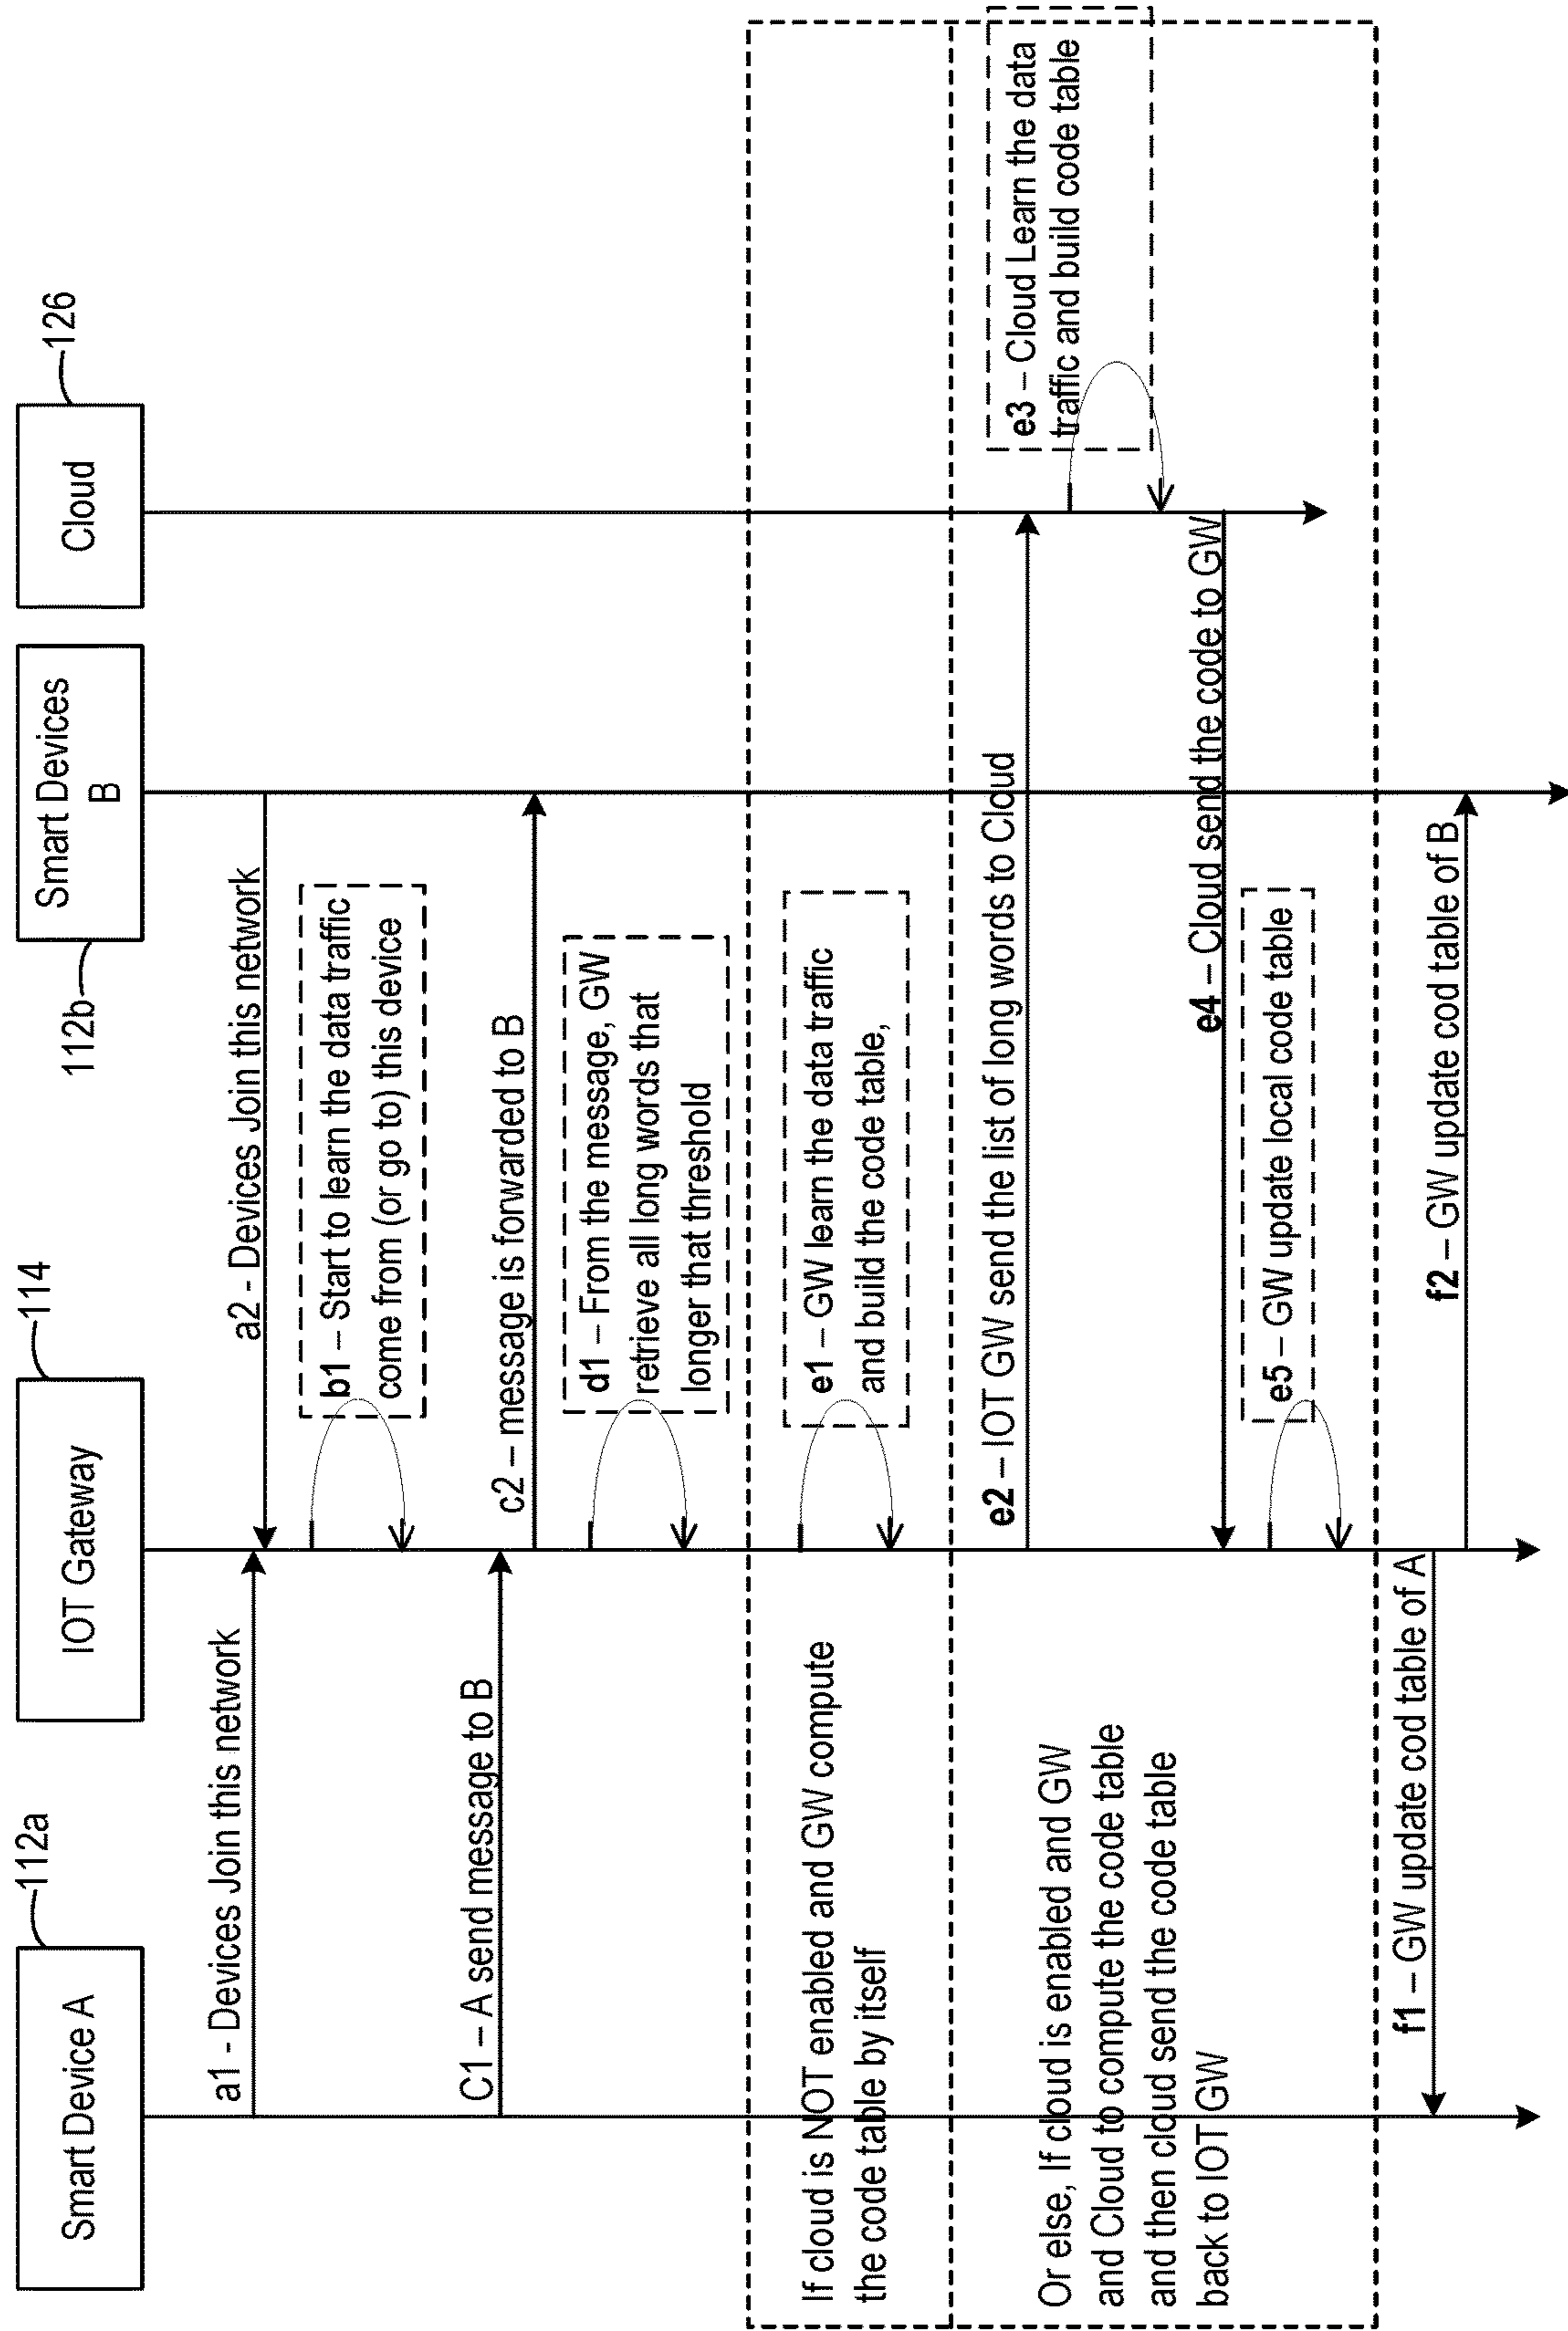 Smart Device A
112a
IOT Gateway
114
Smart Devices
B
112b
Cloud
126
a1 - Devices Join this network
a2 - Devices Join this network
b1 – Start to learn the data traffic
come from (or go to) this device
C1 – A send message to B
c2 – message is forwarded to B
d1 – From the message, GW
retrieve all long words that
longer that threshold
If cloud is NOT enabled and GW compute
the code table by itself
e1 – GW learn the data traffic
and build the code table,
Or else, If cloud is enabled and GW
and Cloud to compute the code table
and then cloud send the code table
back to IOT GW
e2 – IOT GW send the list of long words to Cloud
e3 – Cloud Learn the data
traffic and build code table
e4 – Cloud send the code to GW
e5 – GW update local code table
f1 – GW update cod table of A
f2 – GW update cod table of B